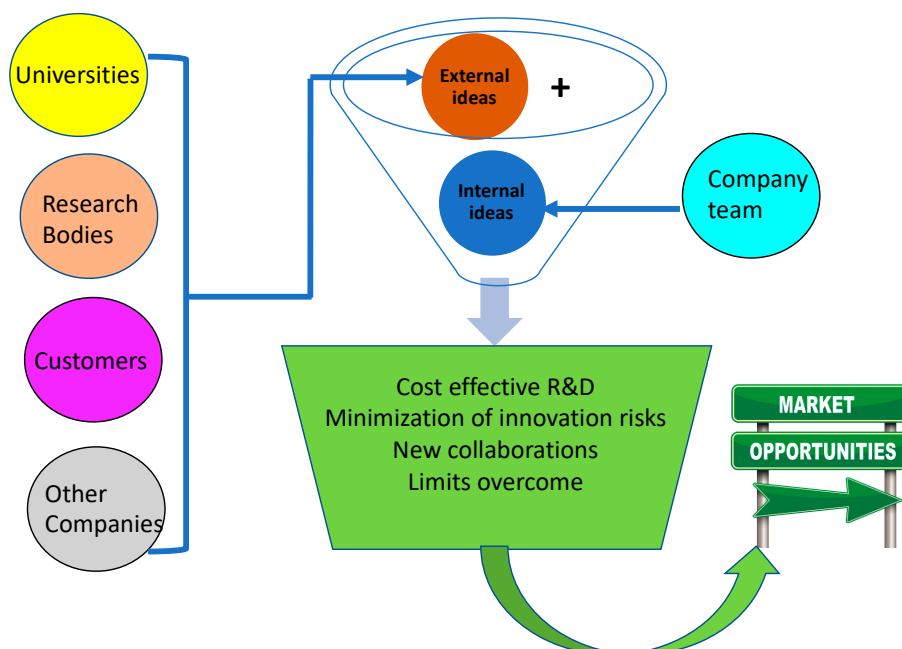 Universities
Research
Bodies
Customers
Other
Companies
External
ideas
+
Internal
ideas
Company
team
Cost effective R&D
Minimization of innovation risks
New collaborations
Limits overcome
MARKET
OPPORTUNITIES